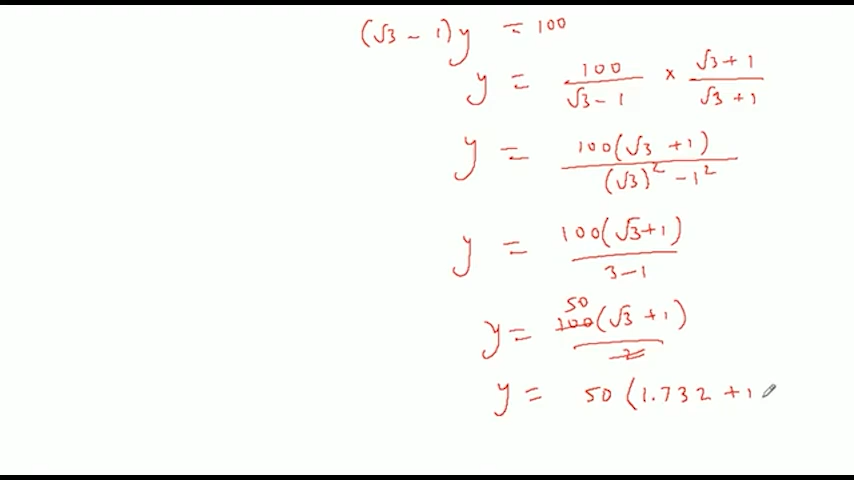 (√3 - 1)y = 100
y = 100/(√3 - 1) × (√3 + 1)/(√3 + 1)
y = 100(√3 + 1)/((√3)² - 1²)
y = 100(√3 + 1)/(3 - 1)
50
y = 100(√3 + 1)/2
y = 50(1.732 + 1